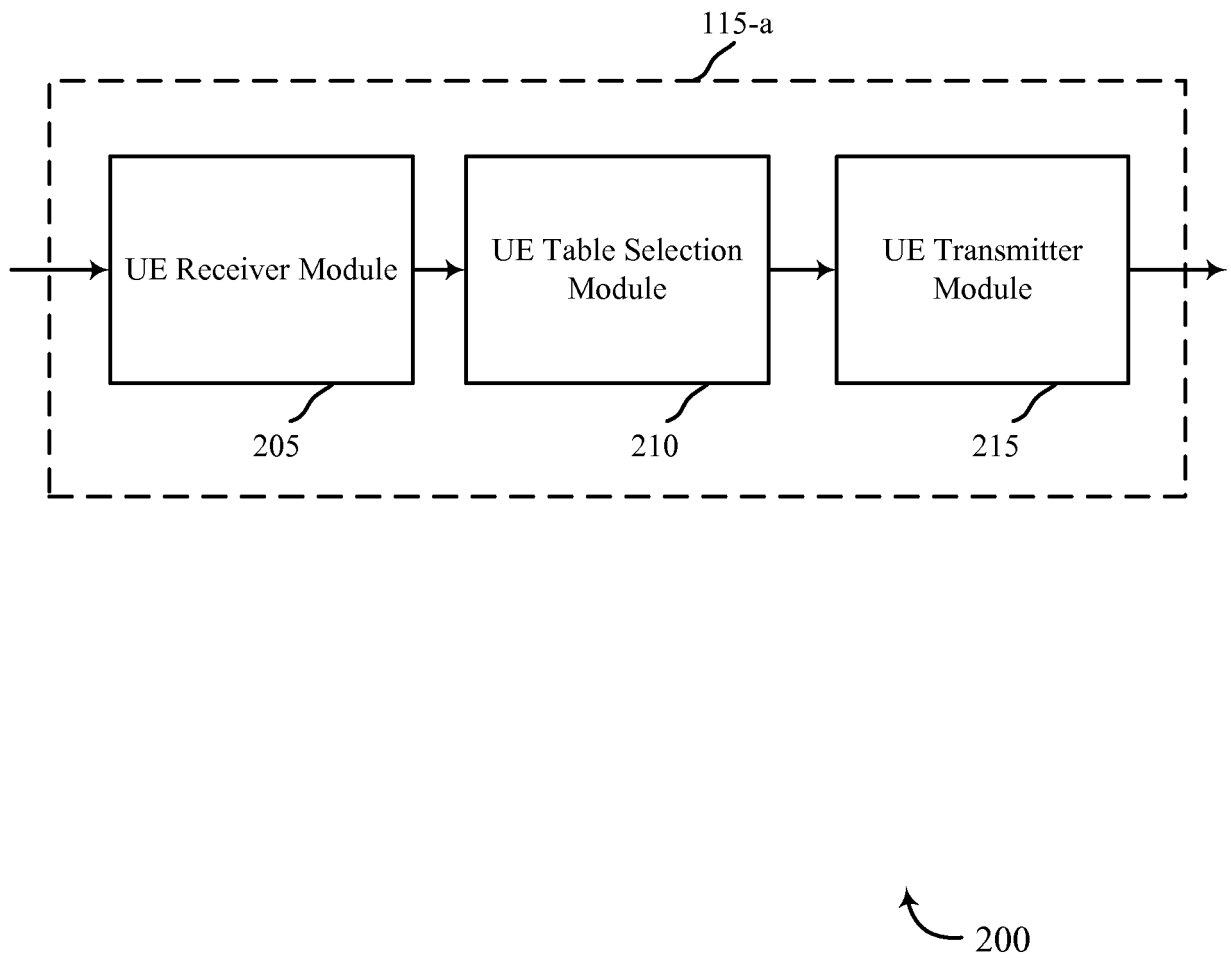 115-a
UE Receiver Module
UE Table Selection
Module
UE Transmitter
Module
205
210
215
200